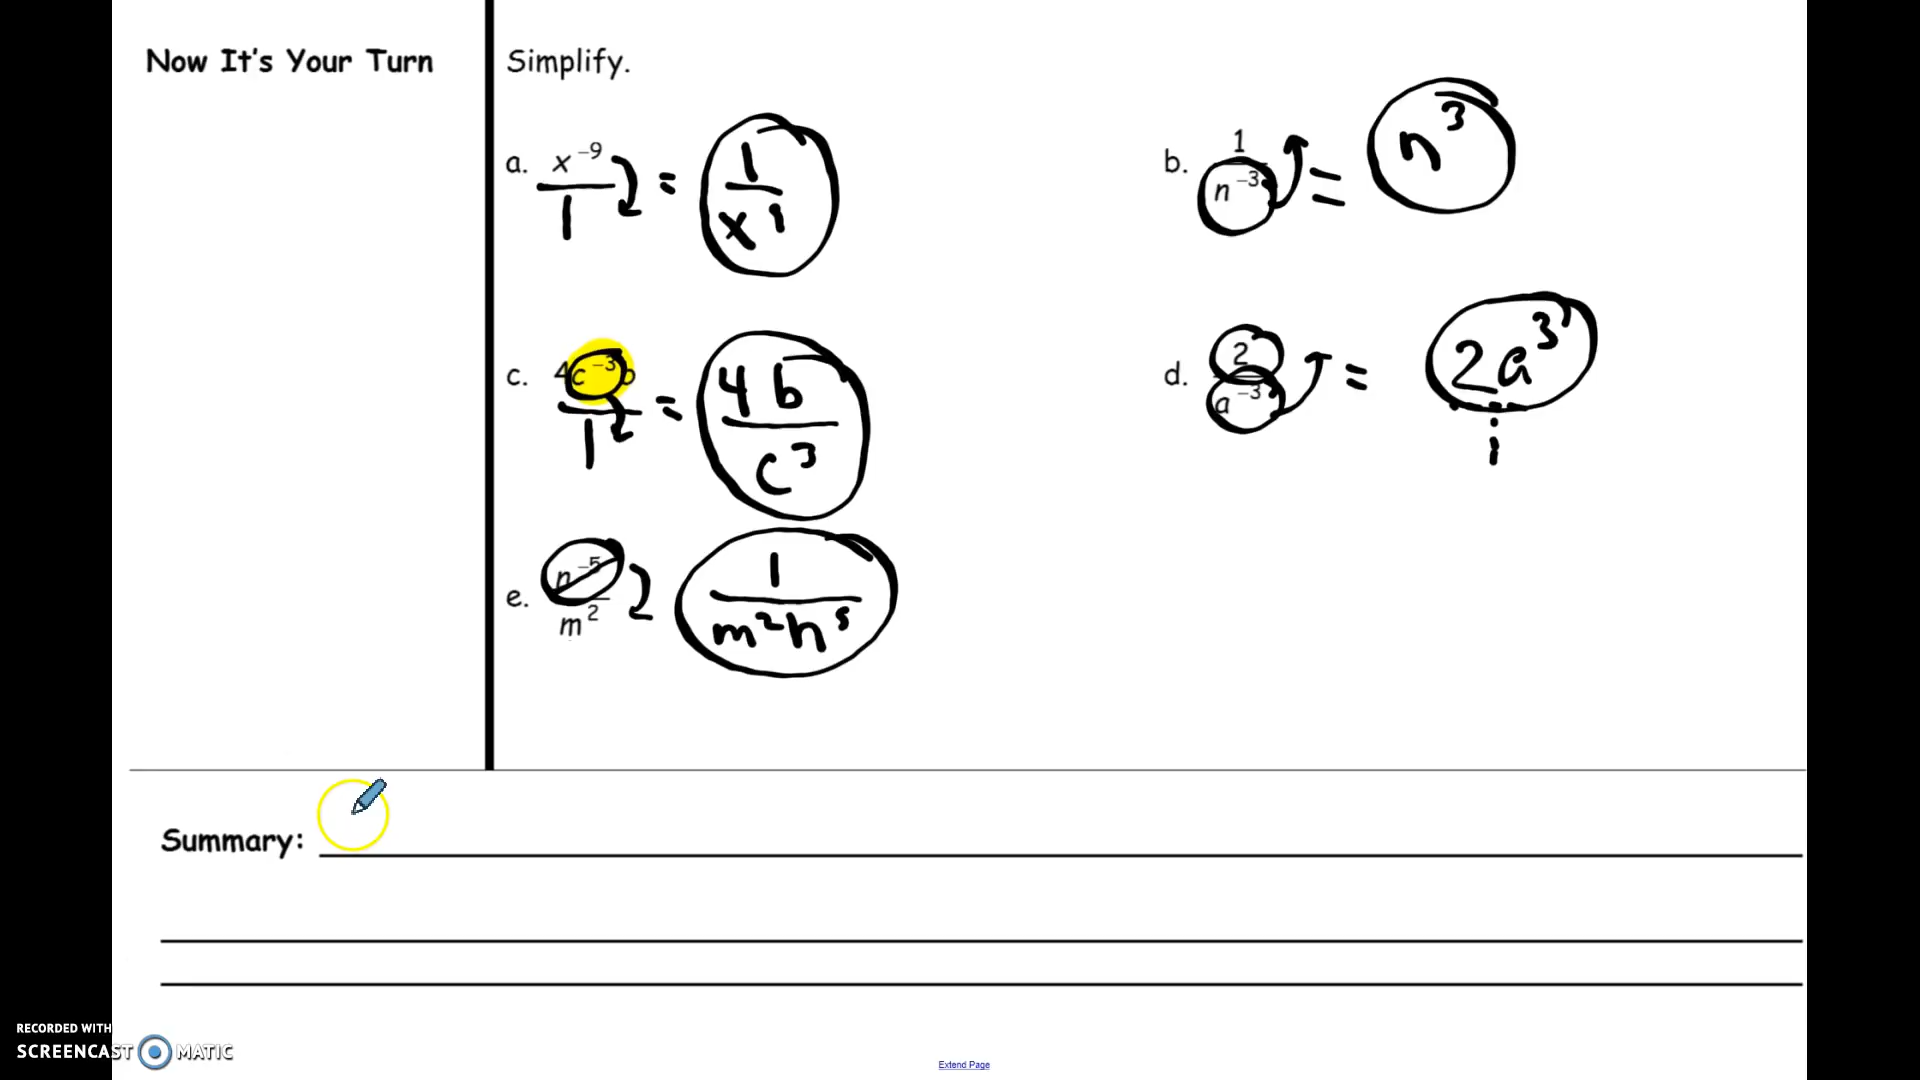 Now It's Your Turn
Simplify.
a. x^-9 / 1 = 1 / x^9
b. 1 / n^-3 = n^3
c. 4c^-3b / 1 = 4b / c^3
d. 2 / a^-3 = 2a^3 / 1
e. n^-5 / m^2 1 / m^2n^5
Summary:
RECORDED WITH
SCREENCAST MATIC
Extend Page